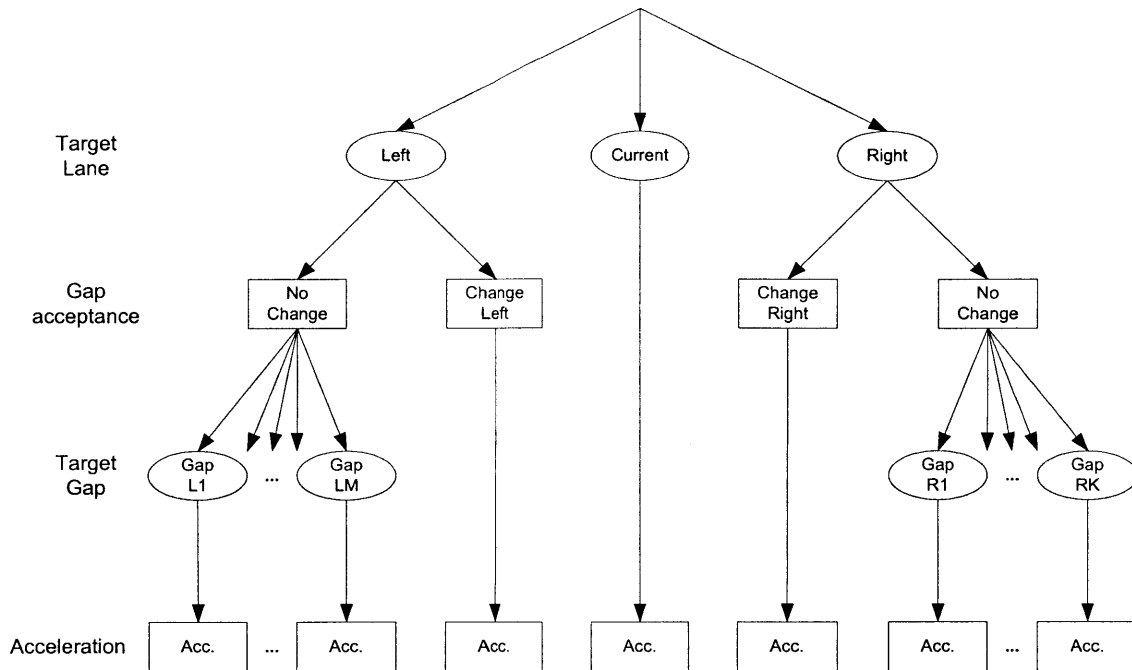 Target
Lane
Left
Current
Right
Gap
acceptance
No
Change
Change
Left
Change
Right
No
Change
Target
Gap
Gap
L1
...
Gap
LM
Gap
R1
...
Gap
RK
Acceleration
Acc.
...
Acc.
Acc.
Acc.
Acc.
Acc.
...
Acc.